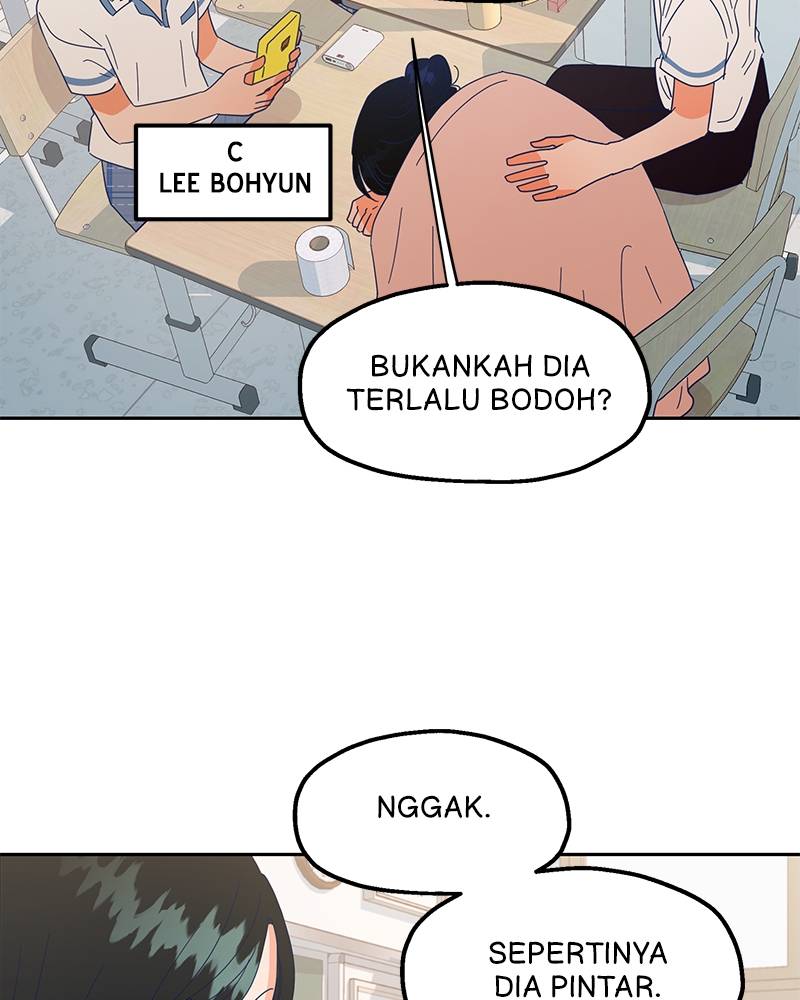 C
LEE BOHYUN
BUKANKAH DIA
TERLALU BODOH?
NGGAK.
SEPERTINYA
DIA PINTAR.